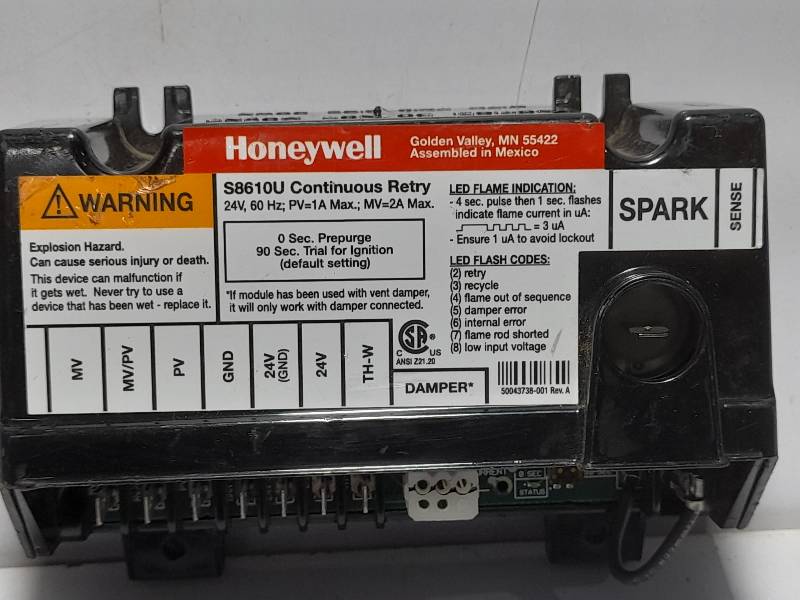 Honeywell
Golden Valley, MN 55422
Assembled in Mexico
WARNING
Explosion Hazard.
Can cause serious injury or death.
This device can malfunction if
it gets wet. Never try to use a
device that has been wet - replace it.
S8610U Continuous Retry
24V, 60 Hz; PV=1A Max.; MV=2A Max.
0 Sec. Prepurge
90 Sec. Trial for Ignition
(default setting)
*If module has been used with vent damper,
it will only work with damper connected.
LED FLAME INDICATION:
- 4 sec. pulse then 1 sec. flashes
indicate flame current in uA:
= 3 uA
- Ensure 1 uA to avoid lockout
LED FLASH CODES:
(2) retry
(3) recycle
(4) flame out of sequence
(5) damper error
(6) internal error
(7) flame rod shorted
(8) low input voltage
SPARK
SENSE
MV
MV/PV
PV
GND
24V
(GND)
24V
TH-W
C US
ANSI Z21.20
DAMPER*
50043738-001 Rev. A
0 SEC
STATUS